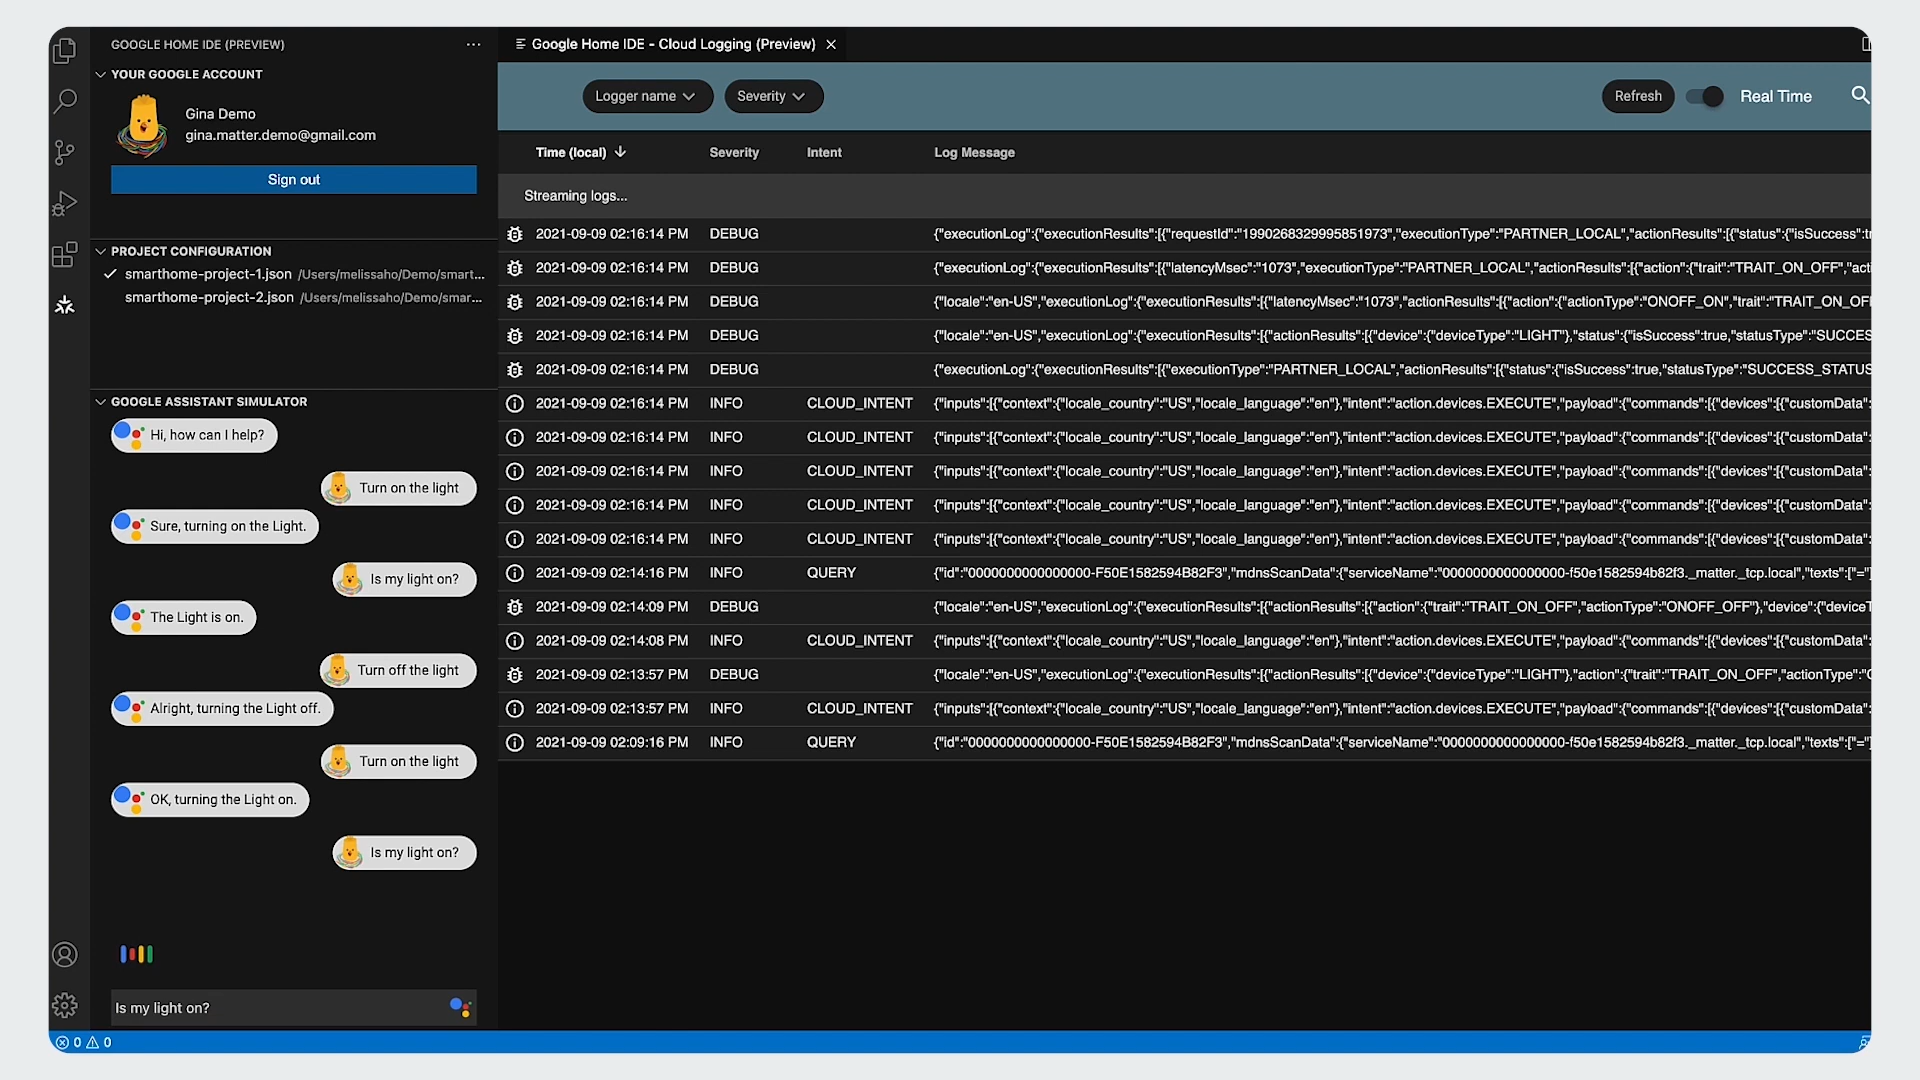 GOOGLE HOME IDE (PREVIEW)
YOUR GOOGLE ACCOUNT
Gina Demo
gina.matter.demo@gmail.com
Sign out
PROJECT CONFIGURATION
smarthome-project-1.json /Users/melissaho/Demo/smart...
smarthome-project-2.json /Users/melissaho/Demo/smar...
GOOGLE ASSISTANT SIMULATOR
Hi, how can I help?
Turn on the light
Sure, turning on the Light.
Is my light on?
The Light is on.
Turn off the light
Alright, turning the Light off.
Turn on the light
OK, turning the Light on.
Is my light on?
Is my light on?
Google Home IDE - Cloud Logging (Preview)
Logger name Severity Refresh Real Time
Time (local) Severity Intent Log Message
Streaming logs...
2021-09-09 02:16:14 PM DEBUG {"executionLog":{"executionResults":[{"requestId":"1990268329995851973","executionType":"PARTNER_LOCAL","actionResults":[{"status":{"isSuccess":tr
2021-09-09 02:16:14 PM DEBUG {"executionLog":{"executionResults":[{"latencyMsec":"1073","executionType":"PARTNER_LOCAL","actionResults":[{"action":{"trait":"TRAIT_ON_OFF","acti
2021-09-09 02:16:14 PM DEBUG {"locale":"en-US","executionLog":{"executionResults":[{"latencyMsec":"1073","actionResults":[{"action":{"actionType":"ONOFF_ON","trait":"TRAIT_ON_OF
2021-09-09 02:16:14 PM DEBUG {"locale":"en-US","executionLog":{"executionResults":[{"actionResults":[{"device":{"deviceType":"LIGHT"},"status":{"isSuccess":true,"statusType":"SUCCES
2021-09-09 02:16:14 PM DEBUG {"executionLog":{"executionResults":[{"executionType":"PARTNER_LOCAL","actionResults":[{"status":{"isSuccess":true,"statusType":"SUCCESS_STATUS
2021-09-09 02:16:14 PM INFO CLOUD_INTENT {"inputs":[{"context":{"locale_country":"US","locale_language":"en"},"intent":"action.devices.EXECUTE","payload":{"commands":[{"devices":[{"customData":
2021-09-09 02:16:14 PM INFO CLOUD_INTENT {"inputs":[{"context":{"locale_country":"US","locale_language":"en"},"intent":"action.devices.EXECUTE","payload":{"commands":[{"devices":[{"customData":
2021-09-09 02:16:14 PM INFO CLOUD_INTENT {"inputs":[{"context":{"locale_country":"US","locale_language":"en"},"intent":"action.devices.EXECUTE","payload":{"commands":[{"devices":[{"customData":
2021-09-09 02:16:14 PM INFO CLOUD_INTENT {"inputs":[{"context":{"locale_country":"US","locale_language":"en"},"intent":"action.devices.EXECUTE","payload":{"commands":[{"devices":[{"customData":
2021-09-09 02:16:14 PM INFO CLOUD_INTENT {"inputs":[{"context":{"locale_country":"US","locale_language":"en"},"intent":"action.devices.EXECUTE","payload":{"commands":[{"devices":[{"customData":
2021-09-09 02:14:16 PM INFO QUERY {"id":"0000000000000000-F50E1582594B82F3","mdnsScanData":{"serviceName":"0000000000000000-f50e1582594b82f3._matter._tcp.local","texts":["="]
2021-09-09 02:14:09 PM DEBUG {"locale":"en-US","executionLog":{"executionResults":[{"actionResults":[{"action":{"trait":"TRAIT_ON_OFF","actionType":"ONOFF_OFF"},"device":{"deviceT
2021-09-09 02:14:08 PM INFO CLOUD_INTENT {"inputs":[{"context":{"locale_country":"US","locale_language":"en"},"intent":"action.devices.EXECUTE","payload":{"commands":[{"devices":[{"customData":
2021-09-09 02:13:57 PM DEBUG {"locale":"en-US","executionLog":{"executionResults":[{"actionResults":[{"device":{"deviceType":"LIGHT"},"action":{"trait":"TRAIT_ON_OFF","actionType":"O
2021-09-09 02:13:57 PM INFO CLOUD_INTENT {"inputs":[{"context":{"locale_country":"US","locale_language":"en"},"intent":"action.devices.EXECUTE","payload":{"commands":[{"devices":[{"customData":
2021-09-09 02:09:16 PM INFO QUERY {"id":"0000000000000000-F50E1582594B82F3","mdnsScanData":{"serviceName":"0000000000000000-f50e1582594b82f3._matter._tcp.local","texts":["="]
0 0